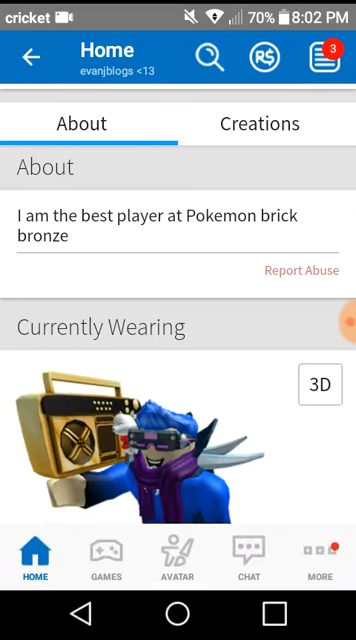 cricket 70% 8:02 PM
Home
evanjblogs <13
R$
3
About Creations
About
I am the best player at Pokemon brick
bronze
Report Abuse
Currently Wearing
3D
HOME GAMES AVATAR CHAT MORE